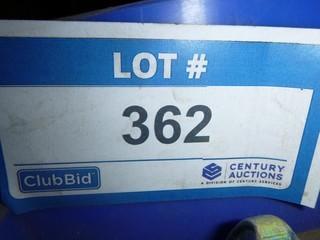 LOT #
362
ClubBid
CENTURY
AUCTIONS
A DIVISION OF CENTURY SERVICES